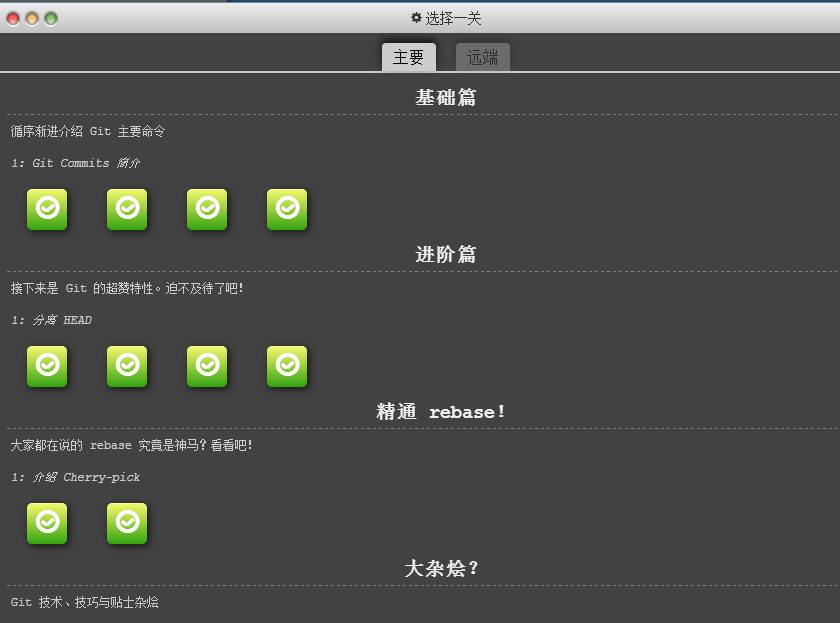 选择一关
主要 远端
基础篇
循序渐进介绍 Git 主要命令
1: Git Commits 简介
进阶篇
接下来是 Git 的超赞特性。迫不及待了吧!
1: 分离 HEAD
精通 rebase!
大家都在说的 rebase 究竟是神马? 看看吧!
1: 介绍 Cherry-pick
大杂烩?
Git 技术、技巧与贴士杂烩